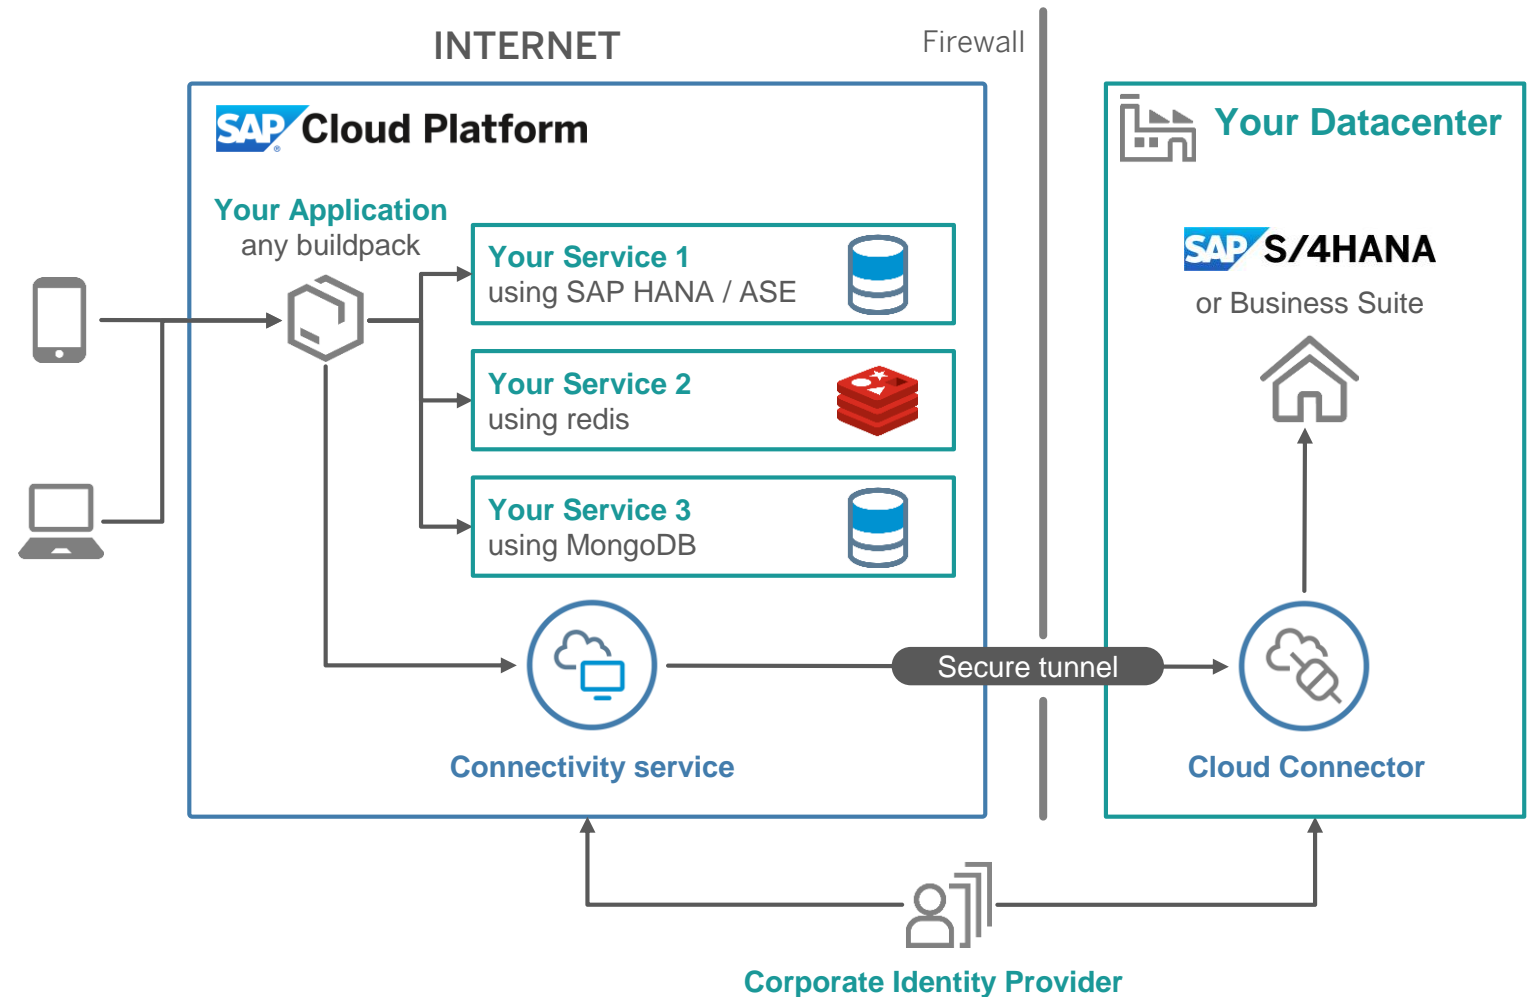 INTERNET
Firewall
SAP Cloud Platform
Your Datacenter
Your Application
any buildpack
Your Service 1
using SAP HANA / ASE
SAP S/4HANA
or Business Suite
Your Service 2
using redis
Your Service 3
using MongoDB
Secure tunnel
Connectivity service
Cloud Connector
Corporate Identity Provider